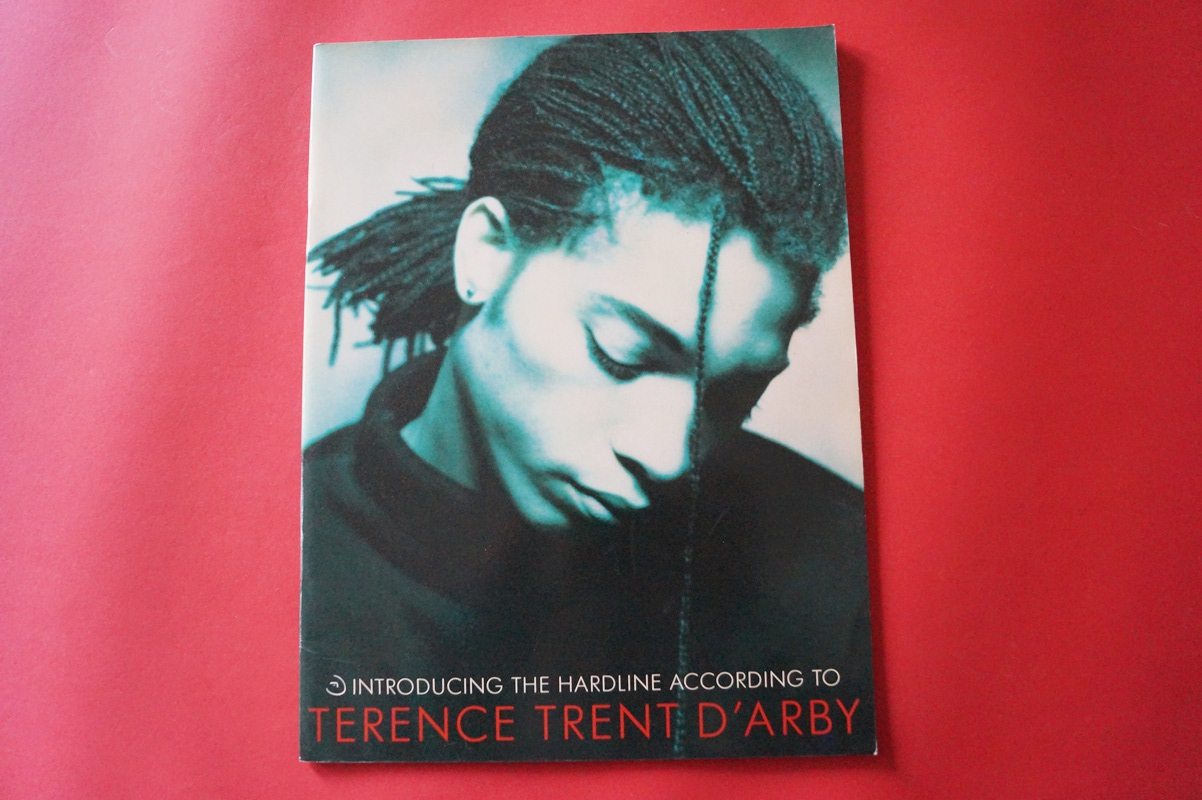 INTRODUCING THE HARDLINE ACCORDING TO
TERENCE TRENT D'ARBY